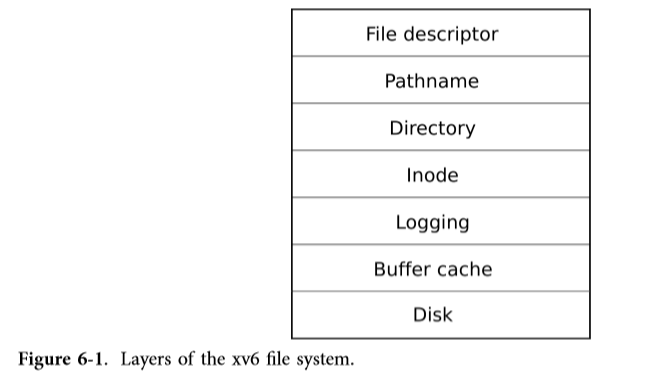 File descriptor
Pathname
Directory
Inode
Logging
Buffer cache
Disk
Figure 6-1. Layers of the xv6 file system.